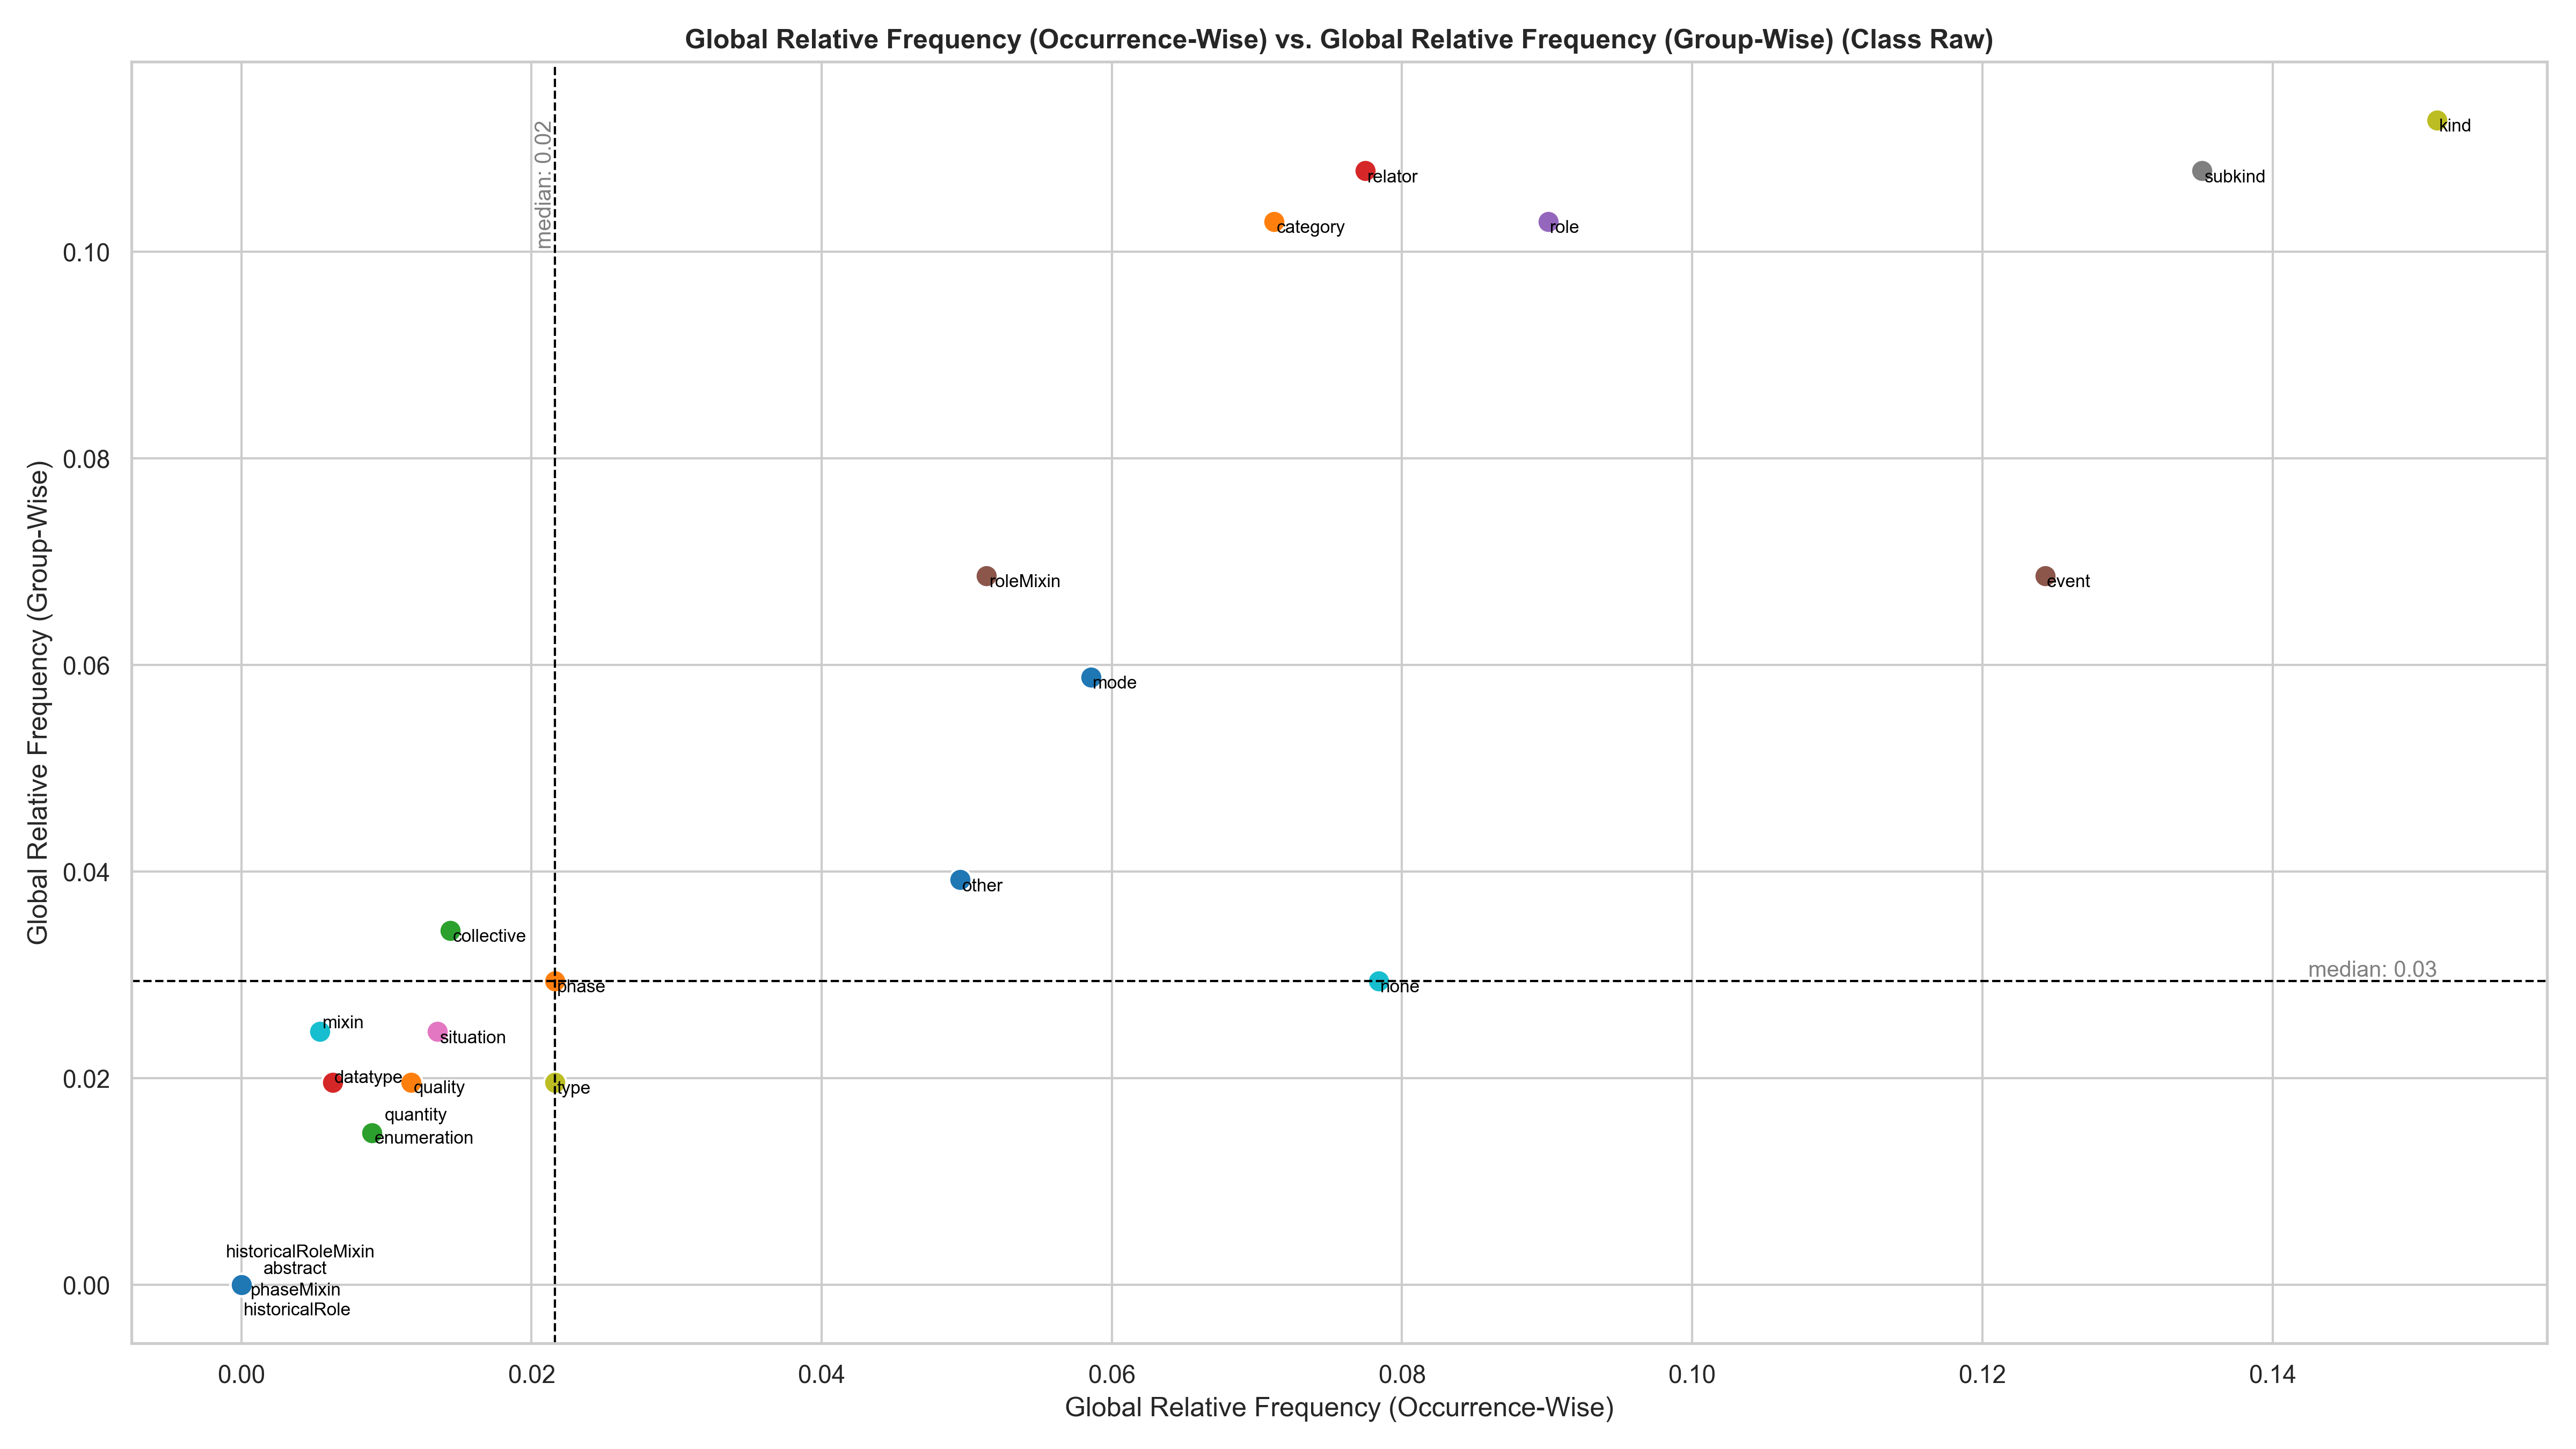 Global Relative Frequency (Occurrence-Wise) vs. Global Relative Frequency (Group-Wise) (Class Raw)
median: 0.02
kind
relator
subkind
category
role
0.10
0.08
roleMixin
event
0.06
mode
Global Relative Frequency (Group-Wise)
other
0.04
collective
median: 0.03
phase
none
mixin
situation
datatype
quality
type
0.02
quantity
enumeration
historicalRoleMixin
abstract
0.00
phaseMixin
historicalRole
0.00
0.02
0.04
0.06
0.08
0.10
0.12
0.14
Global Relative Frequency (Occurrence-Wise)